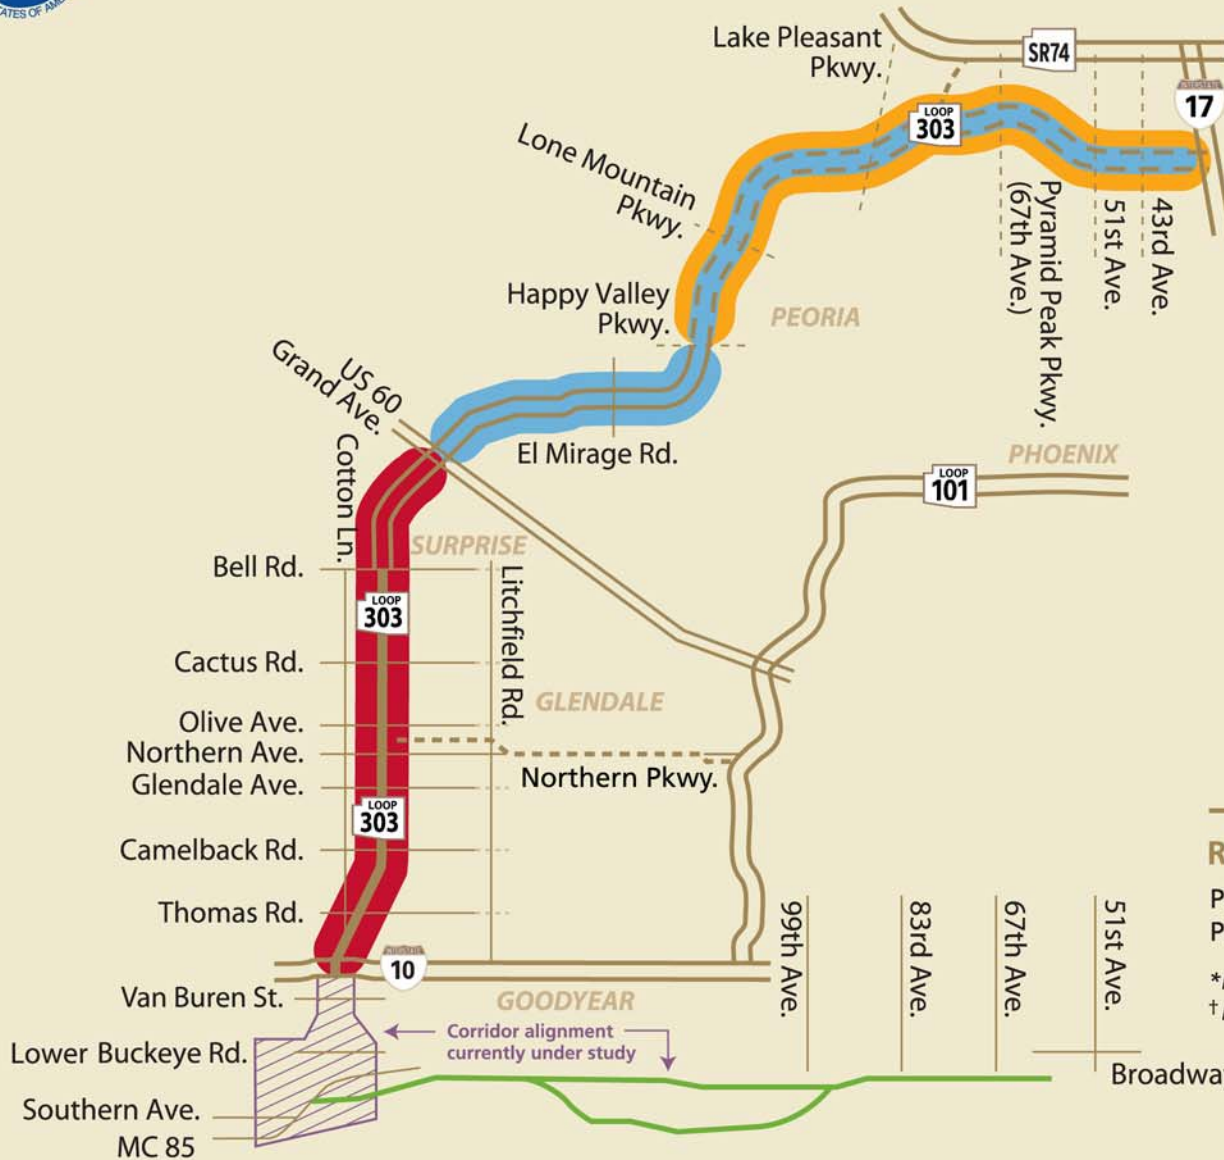 TATES OF AM
Lake Pleasant
Pkwy.
SR74
17
LOOP
303
Lone Mountain
Pkwy.
Pyramid Peak Pkwy.
(67th Ave.)
51st Ave.
43rd Ave.
Happy Valley
Pkwy.
PEORIA
US 60
Grand Ave.
El Mirage Rd.
Cotton Ln.
PHOENIX
LOOP
101
SURPRISE
Bell Rd.
Litchfield Rd.
LOOP
303
Cactus Rd.
GLENDALE
Olive Ave.
Northern Ave.
Northern Pkwy.
Glendale Ave.
LOOP
303
Camelback Rd.
R
P
P
Thomas Rd.
99th Ave.
83rd Ave.
67th Ave.
51st Ave.
10
Van Buren St.
GOODYEAR
Corridor alignment
currently under study
Lower Buckeye Rd.
Broadwa
Southern Ave.
MC 85